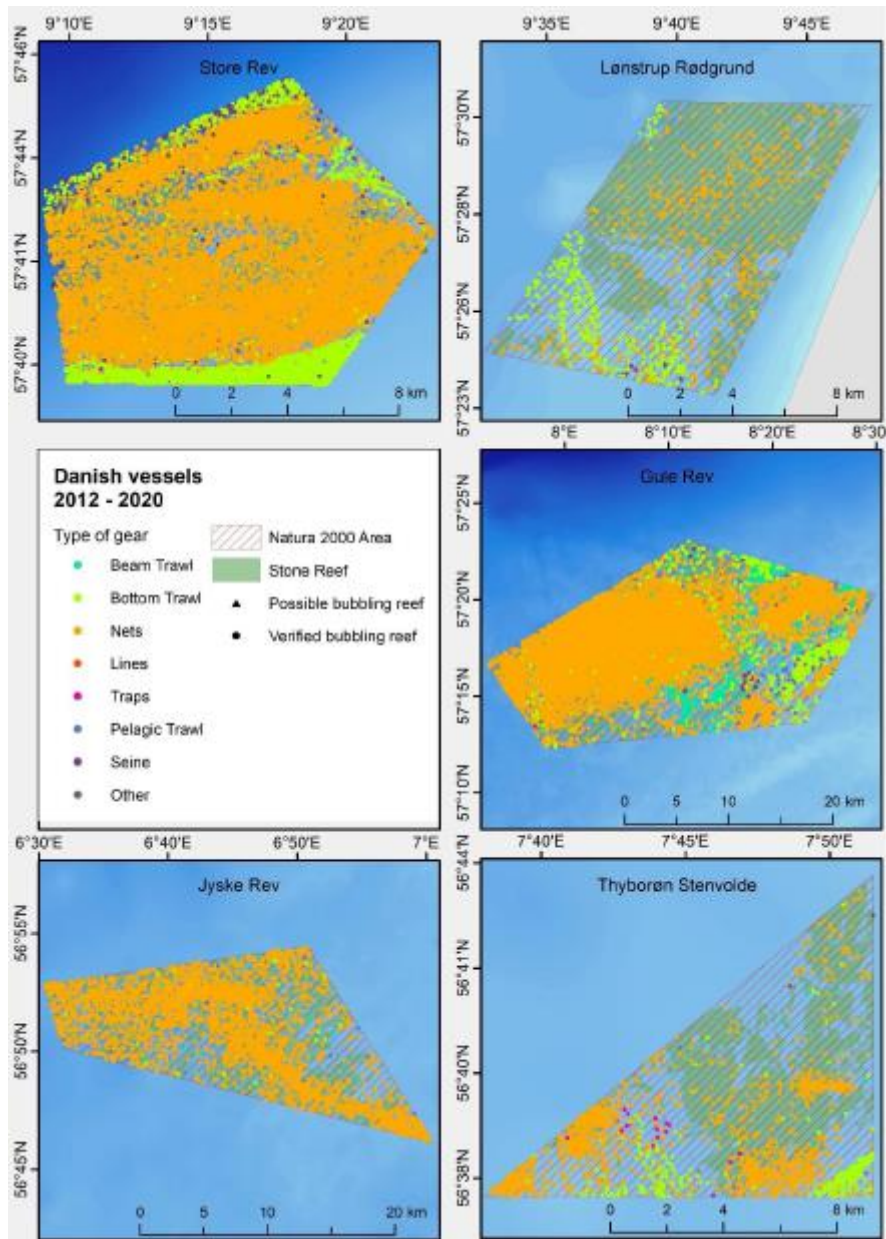 9°10'E 9°15'E 9°20'E
57°46'N
57°44'N
57°41'N
57°40'N
Store Rev
0 2 4 8 km
9°35'E 9°40'E 9°45'E
57°30'N
57°28'N
57°26'N
57°23'N
Lønstrup Rødgrund
0 2 4 8 km
Danish vessels
2012 - 2020
Type of gear
Beam Trawl
Bottom Trawl
Nets
Lines
Traps
Pelagic Trawl
Seine
Other
Natura 2000 Area
Stone Reef
Possible bubbling reef
Verified bubbling reef
8°E 8°10'E 8°20'E 8°30
57°25'N
57°20'N
57°15'N
57°10'N
Gule Rev
0 5 10 20 km
6°30'E 6°40'E 6°50'E 7°E
56°55'N
56°50'N
56°45'N
Jyske Rev
0 5 10 20 km
7°40'E 7°45'E 7°50'E
56°44'N
56°41'N
56°40'N
56°38'N
Thyborøn Stenvolde
0 2 4 8 km